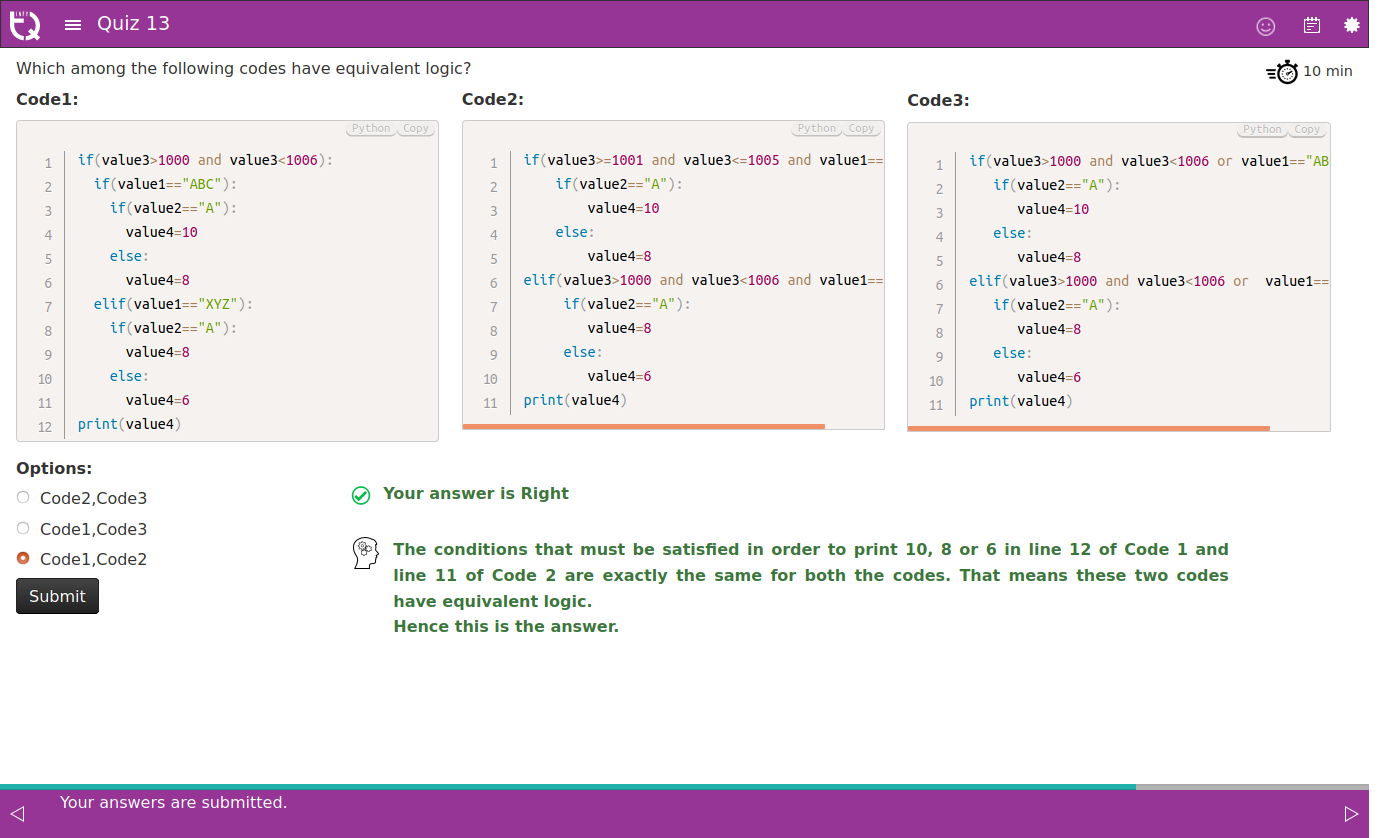 INFY
TQ
Quiz 13
Which among the following codes have equivalent logic?
10 min
Code1:
Python Copy
1 if(value3>1000 and value3<1006):
2 if(value1=="ABC"):
3 if(value2=="A"):
4 value4=10
5 else:
6 value4=8
7 elif(value1=="XYZ"):
8 if(value2=="A"):
9 value4=8
10 else:
11 value4=6
12 print(value4)
Code2:
Python Copy
1 if(value3>=1001 and value3<=1005 and value1==
2 if(value2=="A"):
3 value4=10
4 else:
5 value4=8
6 elif(value3>1000 and value3<1006 and value1==
7 if(value2=="A"):
8 value4=8
9 else:
10 value4=6
11 print(value4)
Code3:
Python Copy
1 if(value3>1000 and value3<1006 or value1=="AB
2 if(value2=="A"):
3 value4=10
4 else:
5 value4=8
6 elif(value3>1000 and value3<1006 or  value1==
7 if(value2=="A"):
8 value4=8
9 else:
10 value4=6
11 print(value4)
Options:
Code2,Code3
Code1,Code3
Code1,Code2
Submit
Your answer is Right
The conditions that must be satisfied in order to print 10, 8 or 6 in line 12 of Code 1 and
line 11 of Code 2 are exactly the same for both the codes. That means these two codes
have equivalent logic.
Hence this is the answer.
Your answers are submitted.